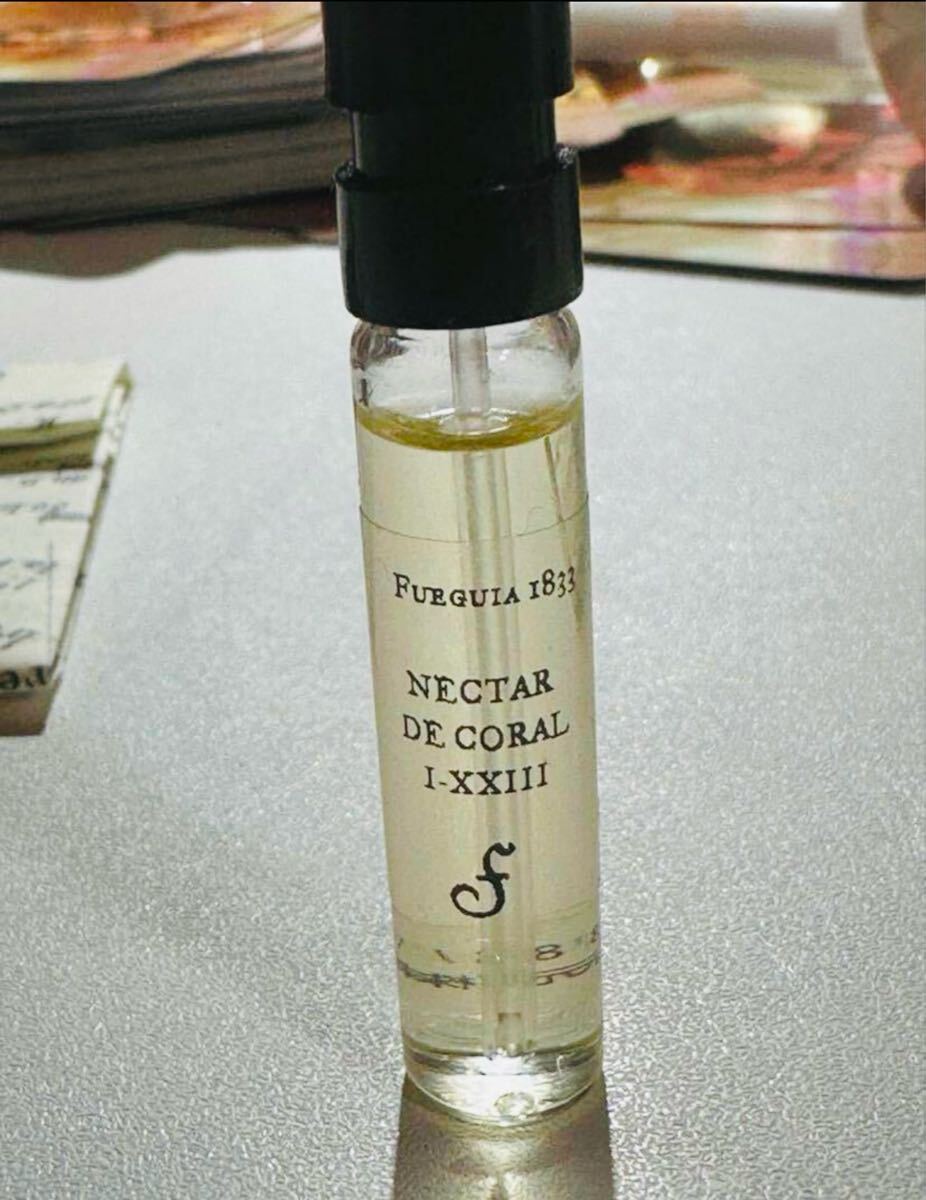 FUEGUIA 1833
NECTAR
DE CORAL
I-XXIII